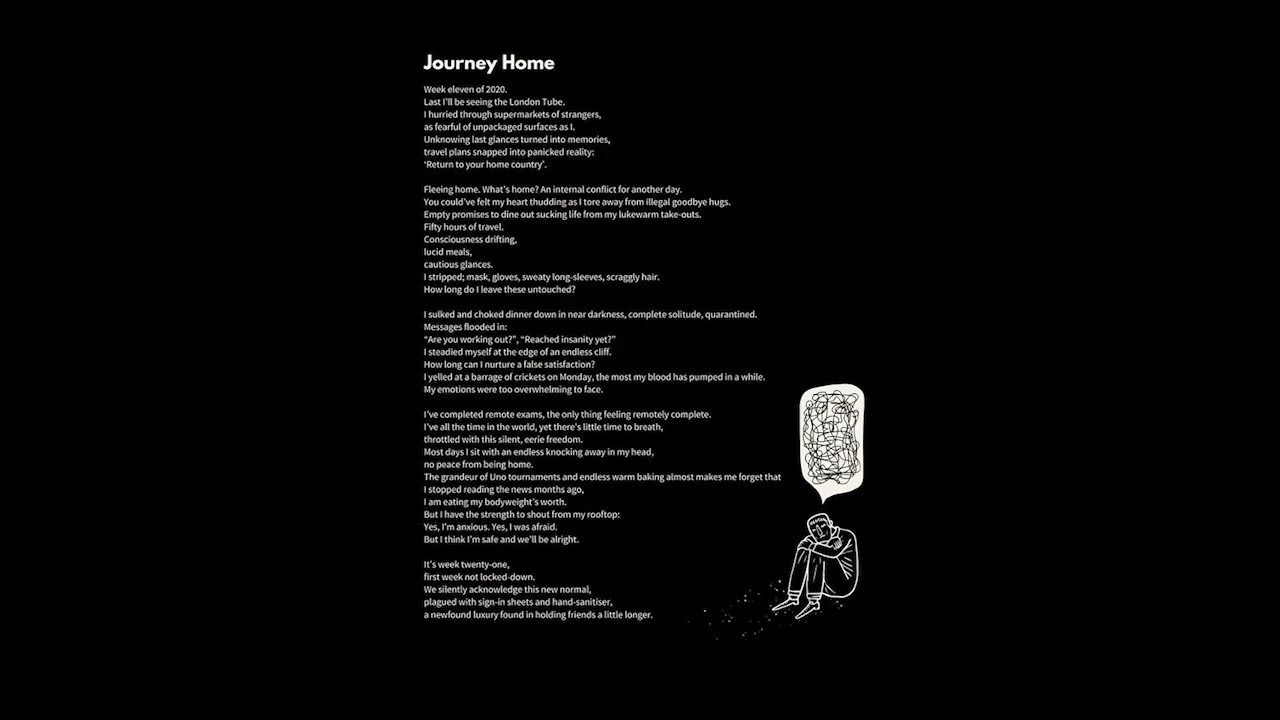 Journey Home
Week eleven of 2020.
Last I'll be seeing the London Tube.
I hurried through supermarkets of strangers,
as fearful of unpackaged surfaces as I.
Unknowing last glances turned into memories,
travel plans snapped into panicked reality:
‘Return to your home country’.
Fleeing home. What's home? An internal conflict for another day.
You could've felt my heart thudding as I tore away from illegal goodbye hugs.
Empty promises to dine out sucking life from my lukewarm take-outs.
Fifty hours of travel.
Consciousness drifting,
lucid meals,
cautious glances.
I stripped; mask, gloves, sweaty long-sleeves, scraggly hair.
How long do I leave these untouched?
I sulked and choked dinner down in near darkness, complete solitude, quarantined.
Messages flooded in:
“Are you working out?”, “Reached insanity yet?”
I steadied myself at the edge of an endless cliff.
How long can I nurture a false satisfaction?
I yelled at a barrage of crickets on Monday, the most my blood has pumped in a while.
My emotions were too overwhelming to face.
I've completed remote exams, the only thing feeling remotely complete.
I've all the time in the world, yet there's little time to breath,
throttled with this silent, eerie freedom.
Most days I sit with an endless knocking away in my head,
no peace from being home.
The grandeur of Uno tournaments and endless warm baking almost makes me forget that
I stopped reading the news months ago,
I am eating my bodyweight's worth.
But I have the strength to shout from my rooftop:
Yes, I'm anxious. Yes, I was afraid.
But I think I'm safe and we'll be alright.
It's week twenty-one,
first week not locked-down.
We silently acknowledge this new normal,
plagued with sign-in sheets and hand-sanitiser,
a newfound luxury found in holding friends a little longer.